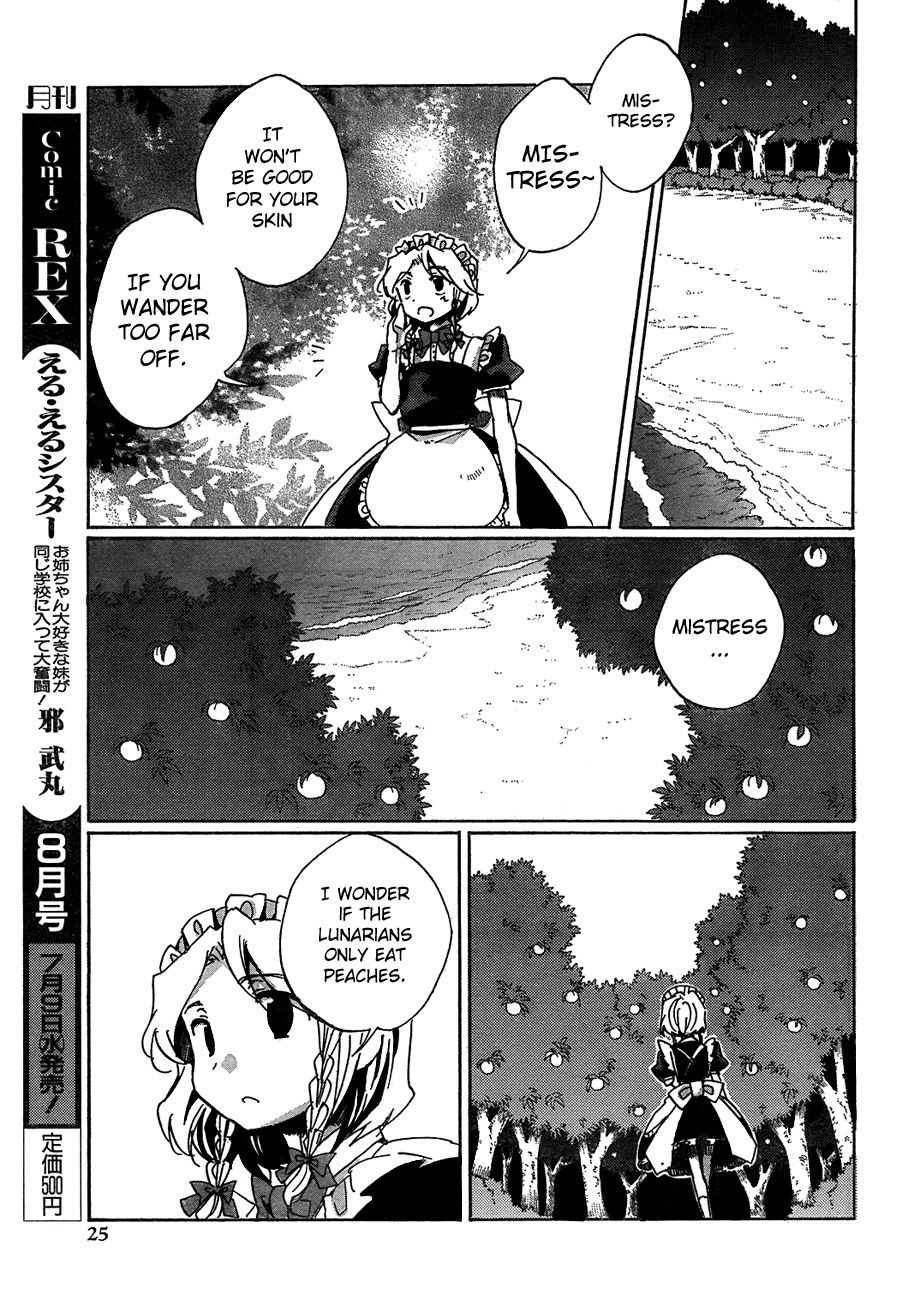 MIS-
TRESS?
MIS-
TRESS~
IT
WON'T
BE GOOD
FOR YOUR
SKIN
IF YOU
WANDER
TOO FAR
OFF.
MISTRESS
...
I WONDER
IF THE
LUNARIANS
ONLY EAT
PEACHES.
月刊
Comic REX
える・えるシスター
お姉ちゃん大好きな妹が
同じ学校に入って大奮闘!
邪 武丸
8月号
7月9日(水)発売!
定価500円
25